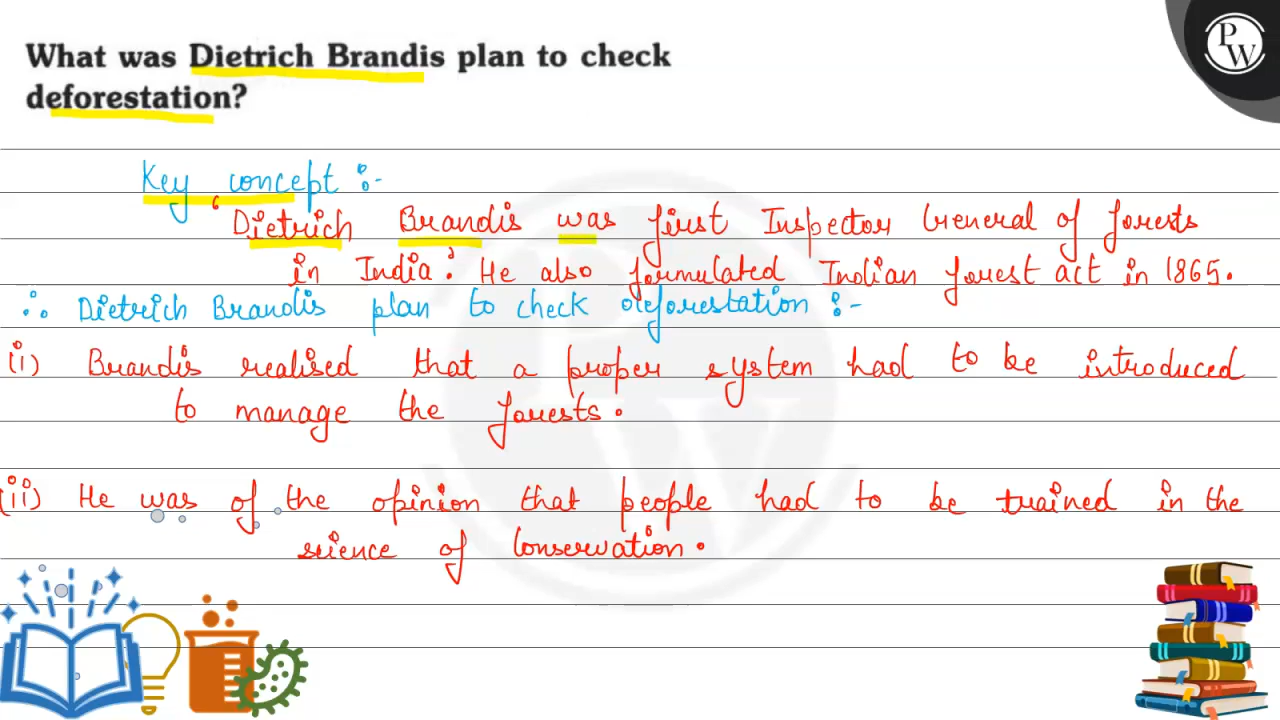 What was Dietrich Brandis plan to check
deforestation?
PW
Key concept :-
Dietrich Brandis was first Inspector General of forests
in India. He also formulated Indian forest act in 1865.
∴ Dietrich Brandis plan to check deforestation :-
(i) Brandis realised that a proper system had to be introduced
to manage the forests.
(ii) He was of the opinion that people had to be trained in the
science of Conservation.